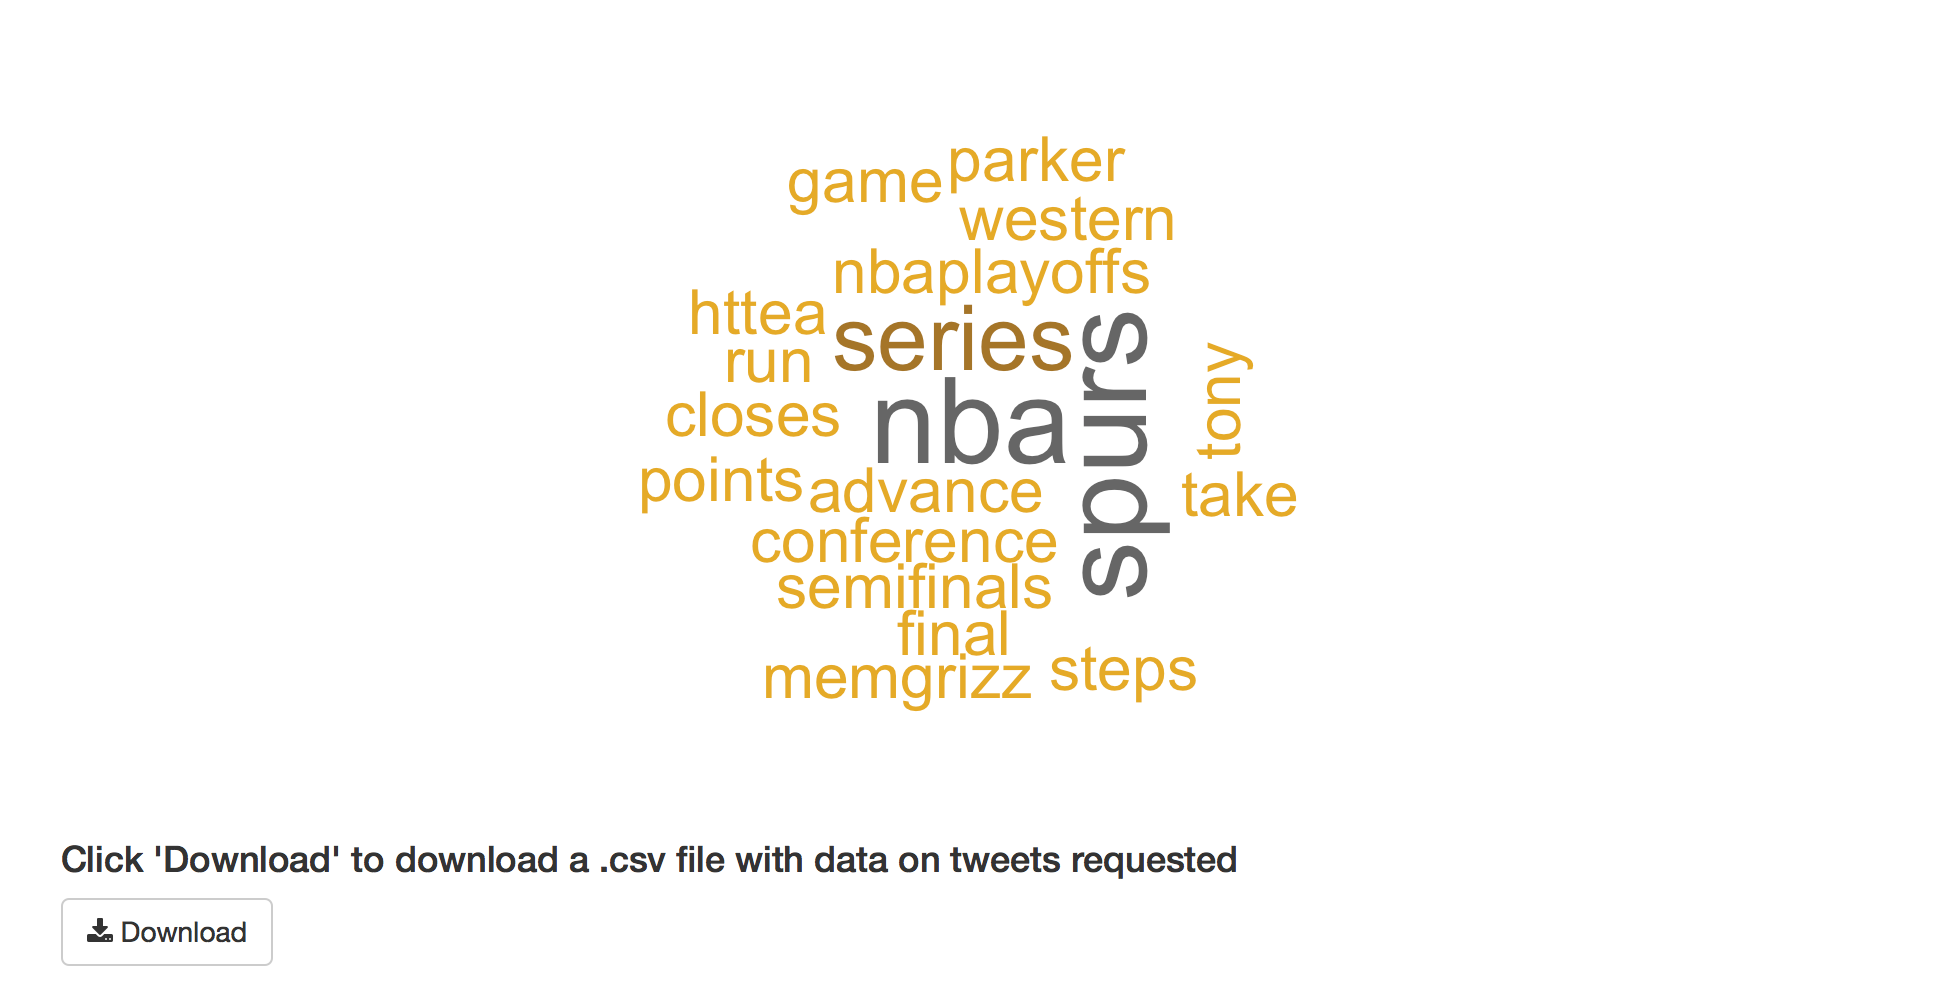 parker
game
western
nbaplayoffs
httea
series
spurs
run
tony
closes
nba
points
advance
take
conference
semifinals
final
memgrizz
steps
Click 'Download' to download a .csv file with data on tweets requested
Download